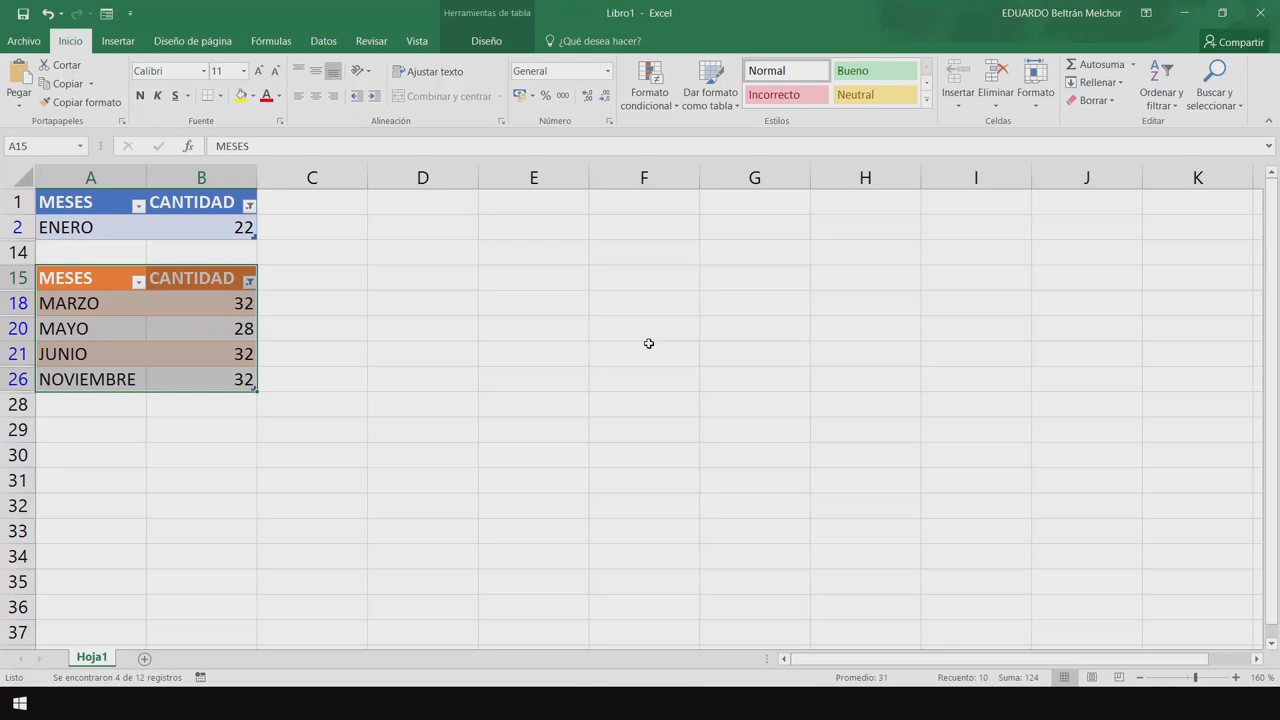 Herramientas de tabla
Libro1 - Excel
EDUARDO Beltrán Melchor
Archivo
Inicio
Insertar
Diseño de página
Fórmulas
Datos
Revisar
Vista
Diseño
¿Qué desea hacer?
Compartir
Pegar
Cortar
Copiar
Copiar formato
Portapapeles
Calibri
11
N K S
Fuente
Ajustar texto
Combinar y centrar
Alineación
General
% 000
Número
Formato condicional
Dar formato como tabla
Normal
Bueno
Incorrecto
Neutral
Estilos
Insertar
Eliminar
Formato
Celdas
Autosuma
Rellenar
Borrar
Ordenar y filtrar
Buscar y seleccionar
Editar
A15
fx
MESES
A B C D E F G H I J K
1 MESES CANTIDAD
2 ENERO 22
14
15 MESES CANTIDAD
18 MARZO 32
20 MAYO 28
21 JUNIO 32
26 NOVIEMBRE 32
28
29
30
31
32
33
34
35
36
37
Hoja1
Listo
Se encontraron 4 de 12 registros
Promedio: 31
Recuento: 10
Suma: 124
160 %